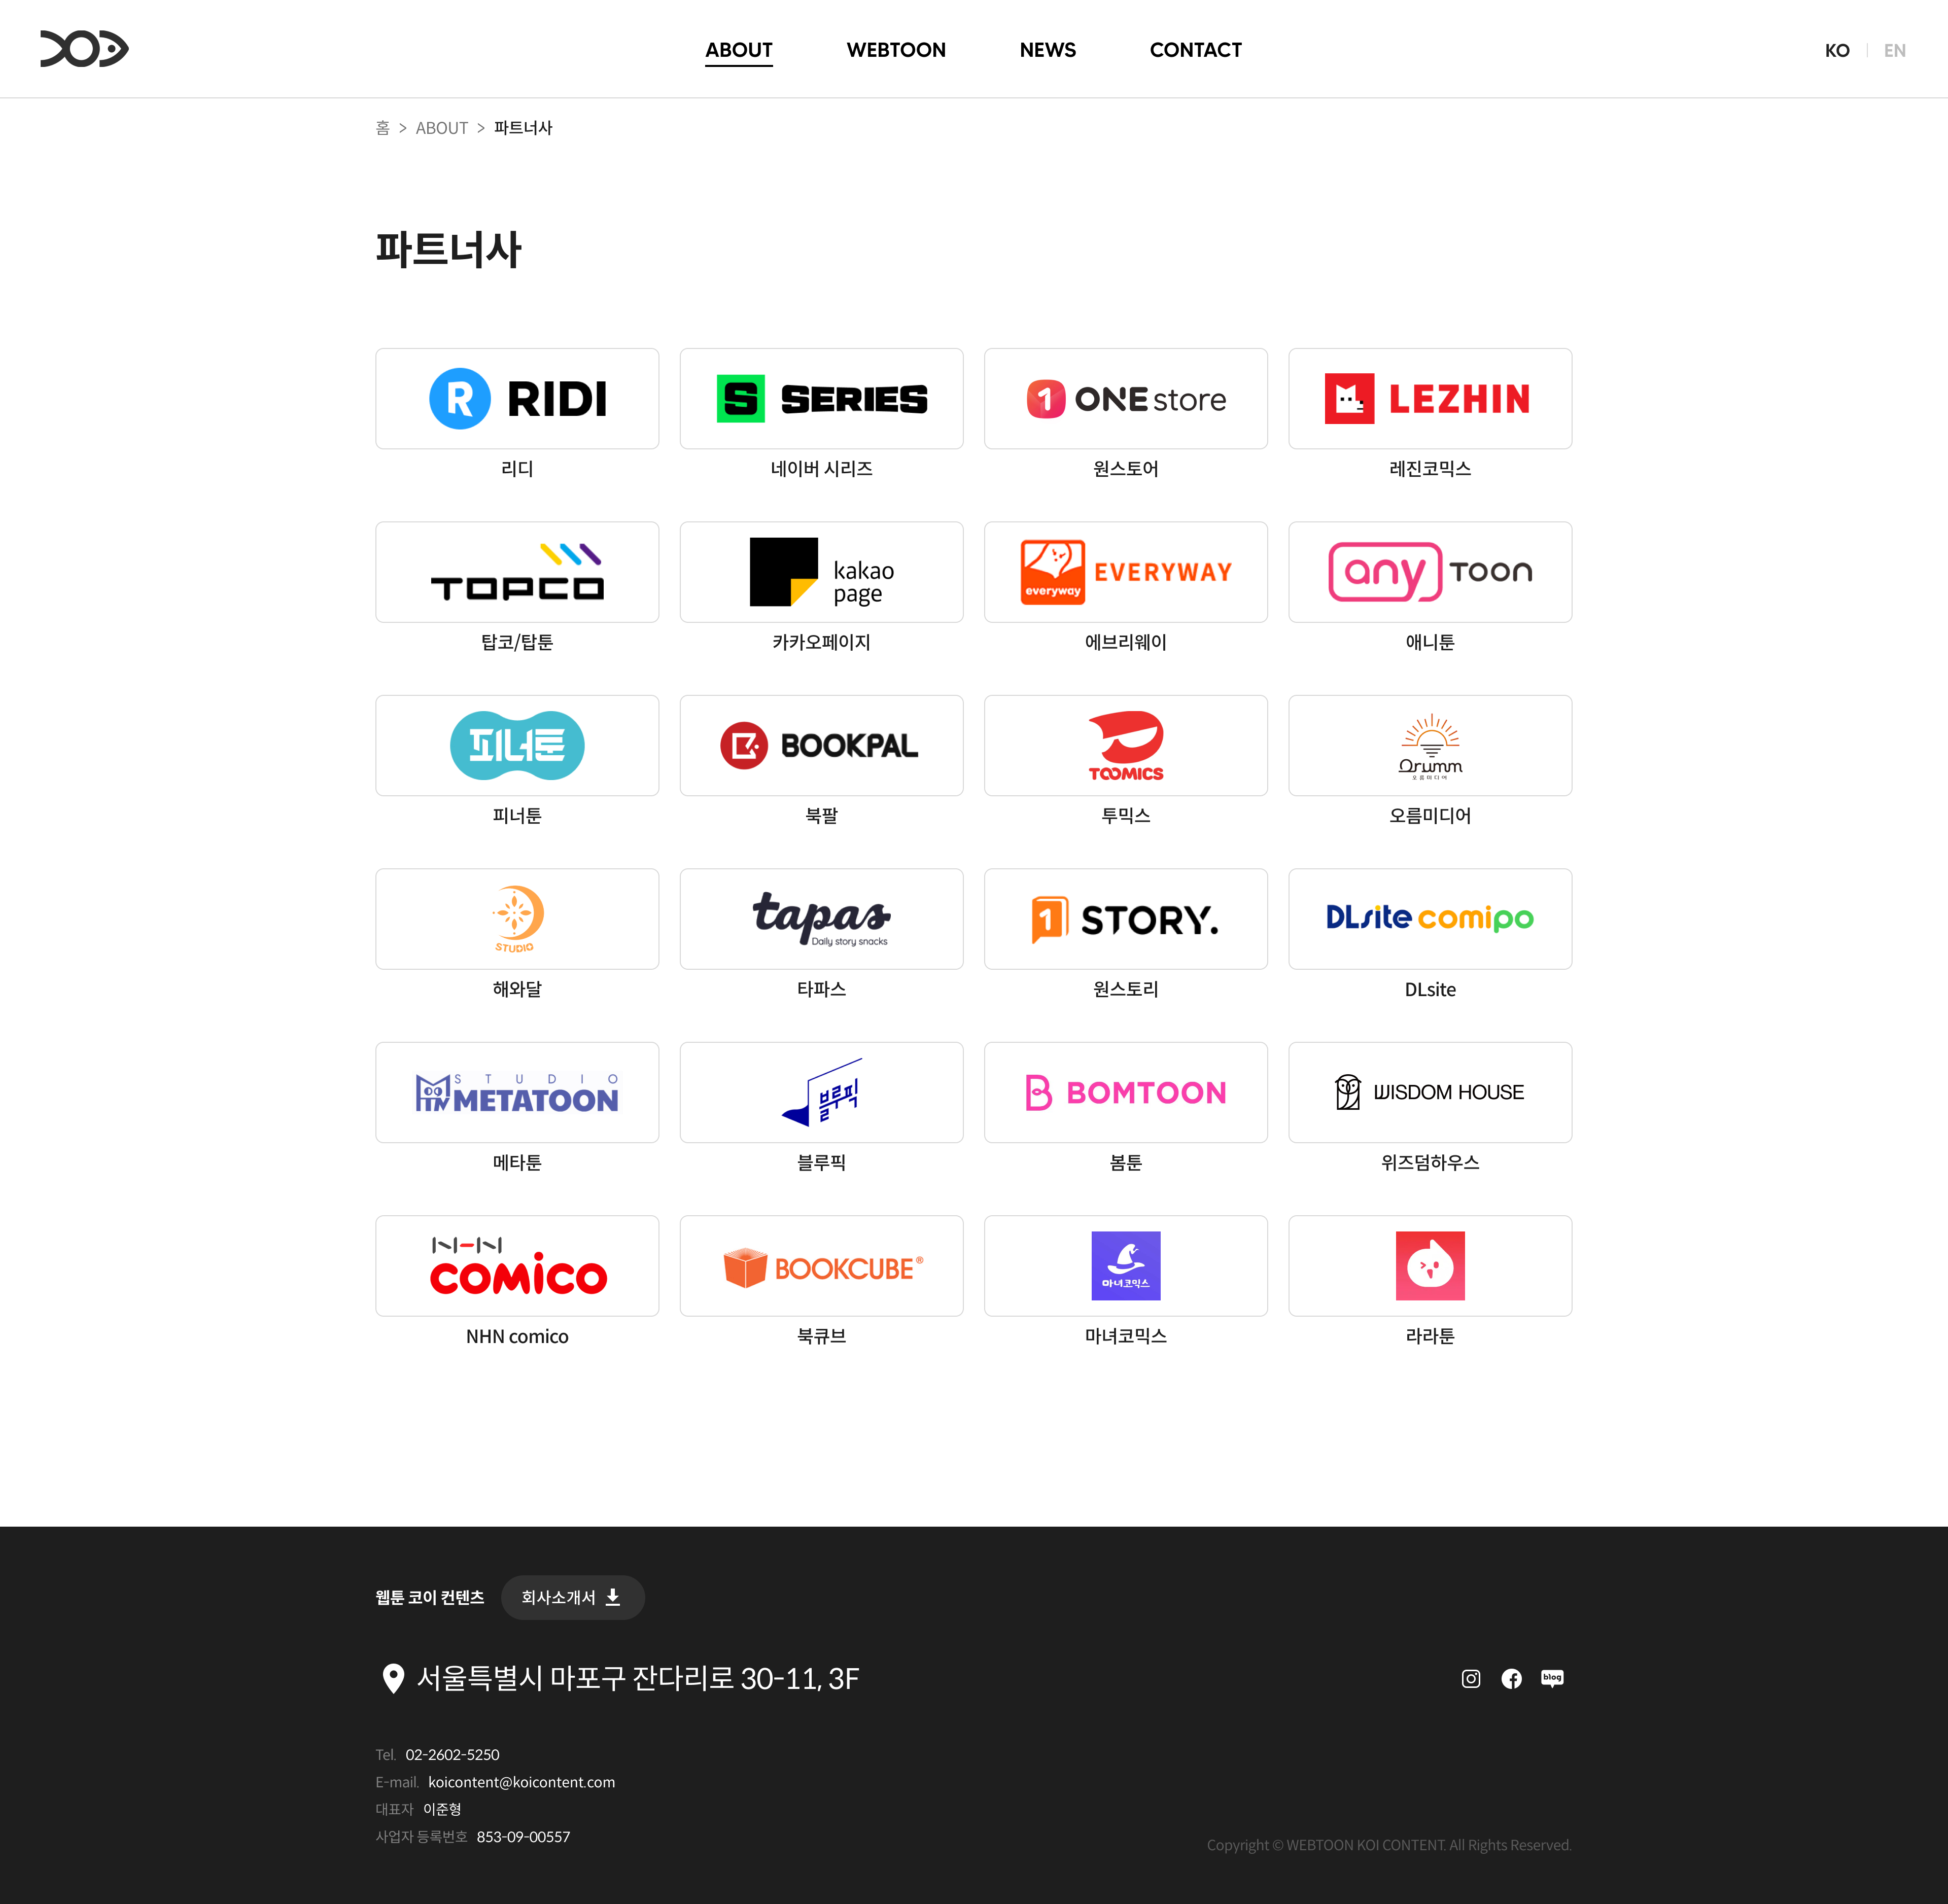 ABOUT WEBTOON NEWS CONTACT KO EN
홈 > ABOUT > 파트너사
파트너사
R RIDI
S SERIES
1 ONE store
LEZHIN
리디 네이버 시리즈 원스토어 레진코믹스
TOPCO
kakao
page
everyway EVERYWAY
any TOON
탑코/탑툰 카카오페이지 에브리웨이 애니툰
피너툰
BOOKPAL
TOOMICS
Orumm
오름미디어
피너툰 북팔 투믹스 오름미디어
STUDIO
tapas
Daily story snacks
1 STORY.
DLsite comipo
해와달 타파스 원스토리 DLsite
STUDIO
METATOON
블루픽
BOMTOON
WISDOM HOUSE
메타툰 블루픽 봄툰 위즈덤하우스
NHN
comico
BOOKCUBE®
마녀코믹스
NHN comico 북큐브 마녀코믹스 라라툰
웹툰 코이 컨텐츠 회사소개서
서울특별시 마포구 잔다리로 30-11, 3F
blog
Tel. 02-2602-5250
E-mail. koicontent@koicontent.com
대표자 이준형
사업자 등록번호 853-09-00557
Copyright © WEBTOON KOI CONTENT. All Rights Reserved.